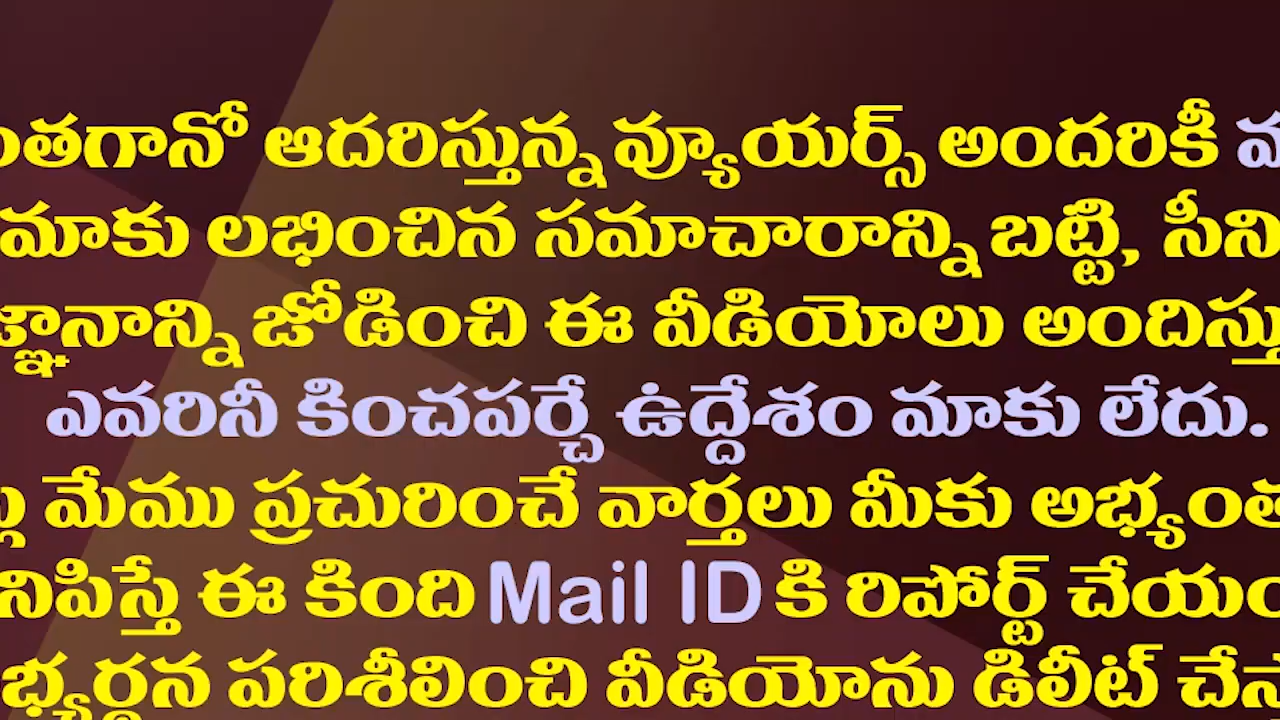 ఆదరిస్తున్న వ్యూయర్స్ అందరికీ
మాకు లభించిన సమాచారాన్ని బట్టి,
జోడించి ఈ వీడియోలు
ఎవరినీ కించపర్చే ఉద్దేశం మాకు లేదు.
మేము ప్రచురించే వార్తలు మీకు
ఈ కింది Mail ID కి రిపోర్ట్
పరిశీలించి వీడియోను డిలీట్